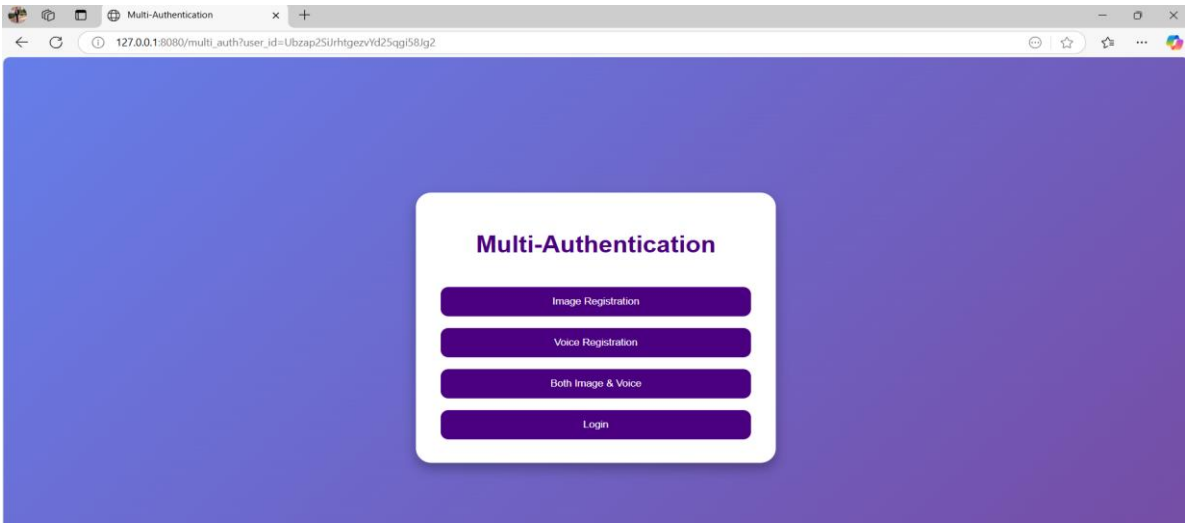 Multi-Authentication
127.0.0.1:8080/multi_auth?user_id=Ubzap2SiJrhtgezvYd25qgi58Jg2
Multi-Authentication
Image Registration
Voice Registration
Both Image & Voice
Login